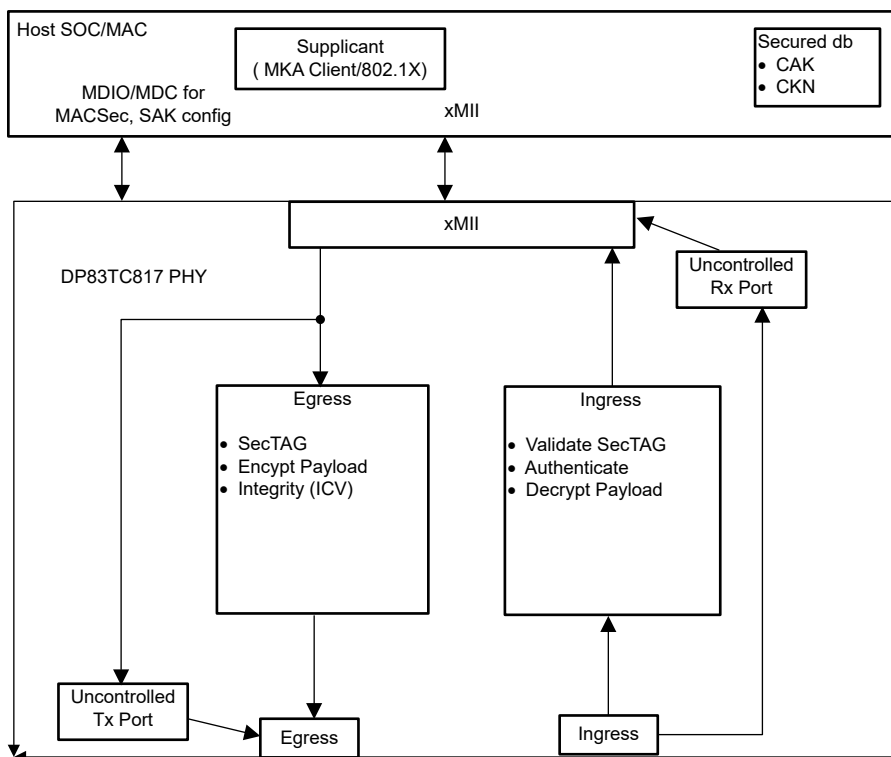 Host SOC/MAC
Supplicant
( MKA Client/802.1X)
Secured db
• CAK
• CKN
MDIO/MDC for
MACSec, SAK config
xMII
xMII
DP83TC817 PHY
Uncontrolled
Rx Port
Egress
• SecTAG
• Encypt Payload
• Integrity (ICV)
Ingress
• Validate SecTAG
• Authenticate
• Decrypt Payload
Uncontrolled
Tx Port
Egress
Ingress